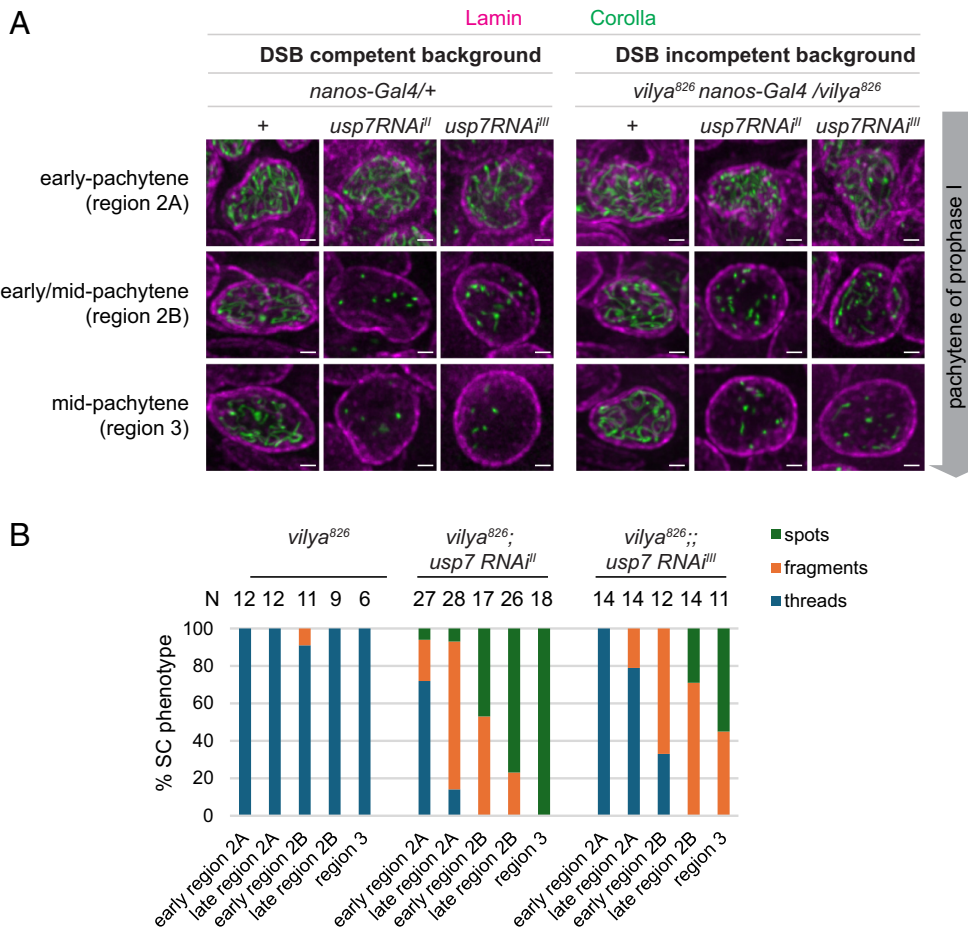 A
Lamin Corolla
DSB competent background DSB incompetent background
nanos-Gal4/+ vilya⁸²⁶ nanos-Gal4 /vilya⁸²⁶
+ usp7RNAiᴵᴵ usp7RNAiᴵᴵᴵ + usp7RNAiᴵᴵ usp7RNAiᴵᴵᴵ
early-pachytene
(region 2A)
early/mid-pachytene
(region 2B)
mid-pachytene
(region 3)
pachytene of prophase I
B
vilya⁸²⁶ vilya⁸²⁶; vilya⁸²⁶;;
usp7 RNAiᴵᴵ usp7 RNAiᴵᴵᴵ
spots
fragments
threads
N 12 12 11 9 6 27 28 17 26 18 14 14 12 14 11
% SC phenotype
100
80
60
40
20
0
early region 2A
late region 2A
early region 2B
late region 2B
region 3
early region 2A
late region 2A
early region 2B
late region 2B
region 3
early region 2A
late region 2A
early region 2B
late region 2B
region 3